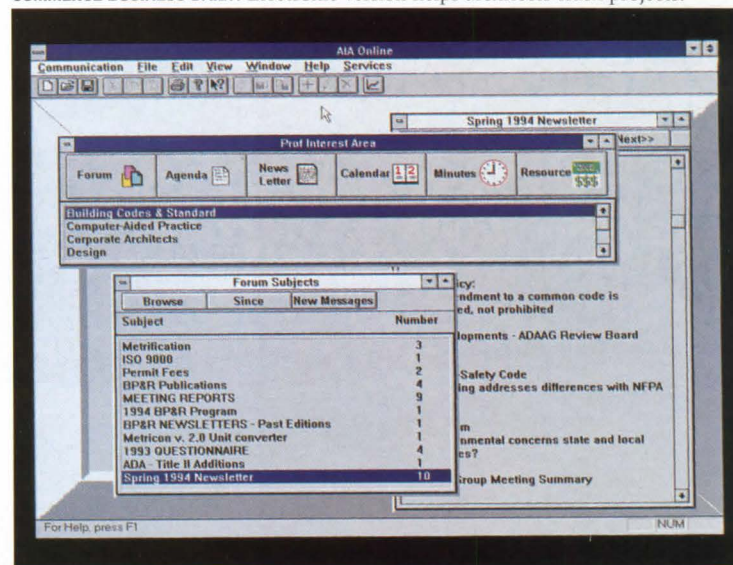 AIA Online
Communication File Edit View Window Help Services
Spring 1994 Newsletter
Next>>
Prof Interest Area
Forum Agenda News Letter Calendar 12 Minutes Resource $$$
Building Codes & Standard
Computer-Aided Practice
Corporate Architects
Design
Forum Subjects
Browse Since New Messages
Subject Number
Metrification 3
ISO 9000 1
Permit Fees 2
BP&R Publications 4
MEETING REPORTS 9
1994 BP&R Program 1
BP&R NEWSLETTERS - Past Editions 1
Metricon v. 2.0 Unit converter 1
1993 QUESTIONNAIRE 4
ADA - Title II Additions 1
Spring 1994 Newsletter 10
icy:
endment to a common code is
ed, not prohibited
lopments - ADAAG Review Board
-Safety Code
ing addresses differences with NFPA
m
nmental concerns state and local
es?
Group Meeting Summary
For Help, press F1 NUM